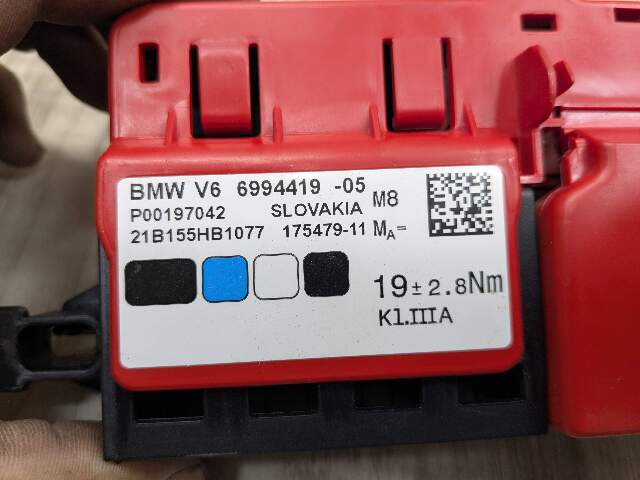 BMW V6 6994419 -05
P00197042 SLOVAKIA M8
21B155HB1077 175479-11 MA=
19±2.8Nm
Kl.IIIA